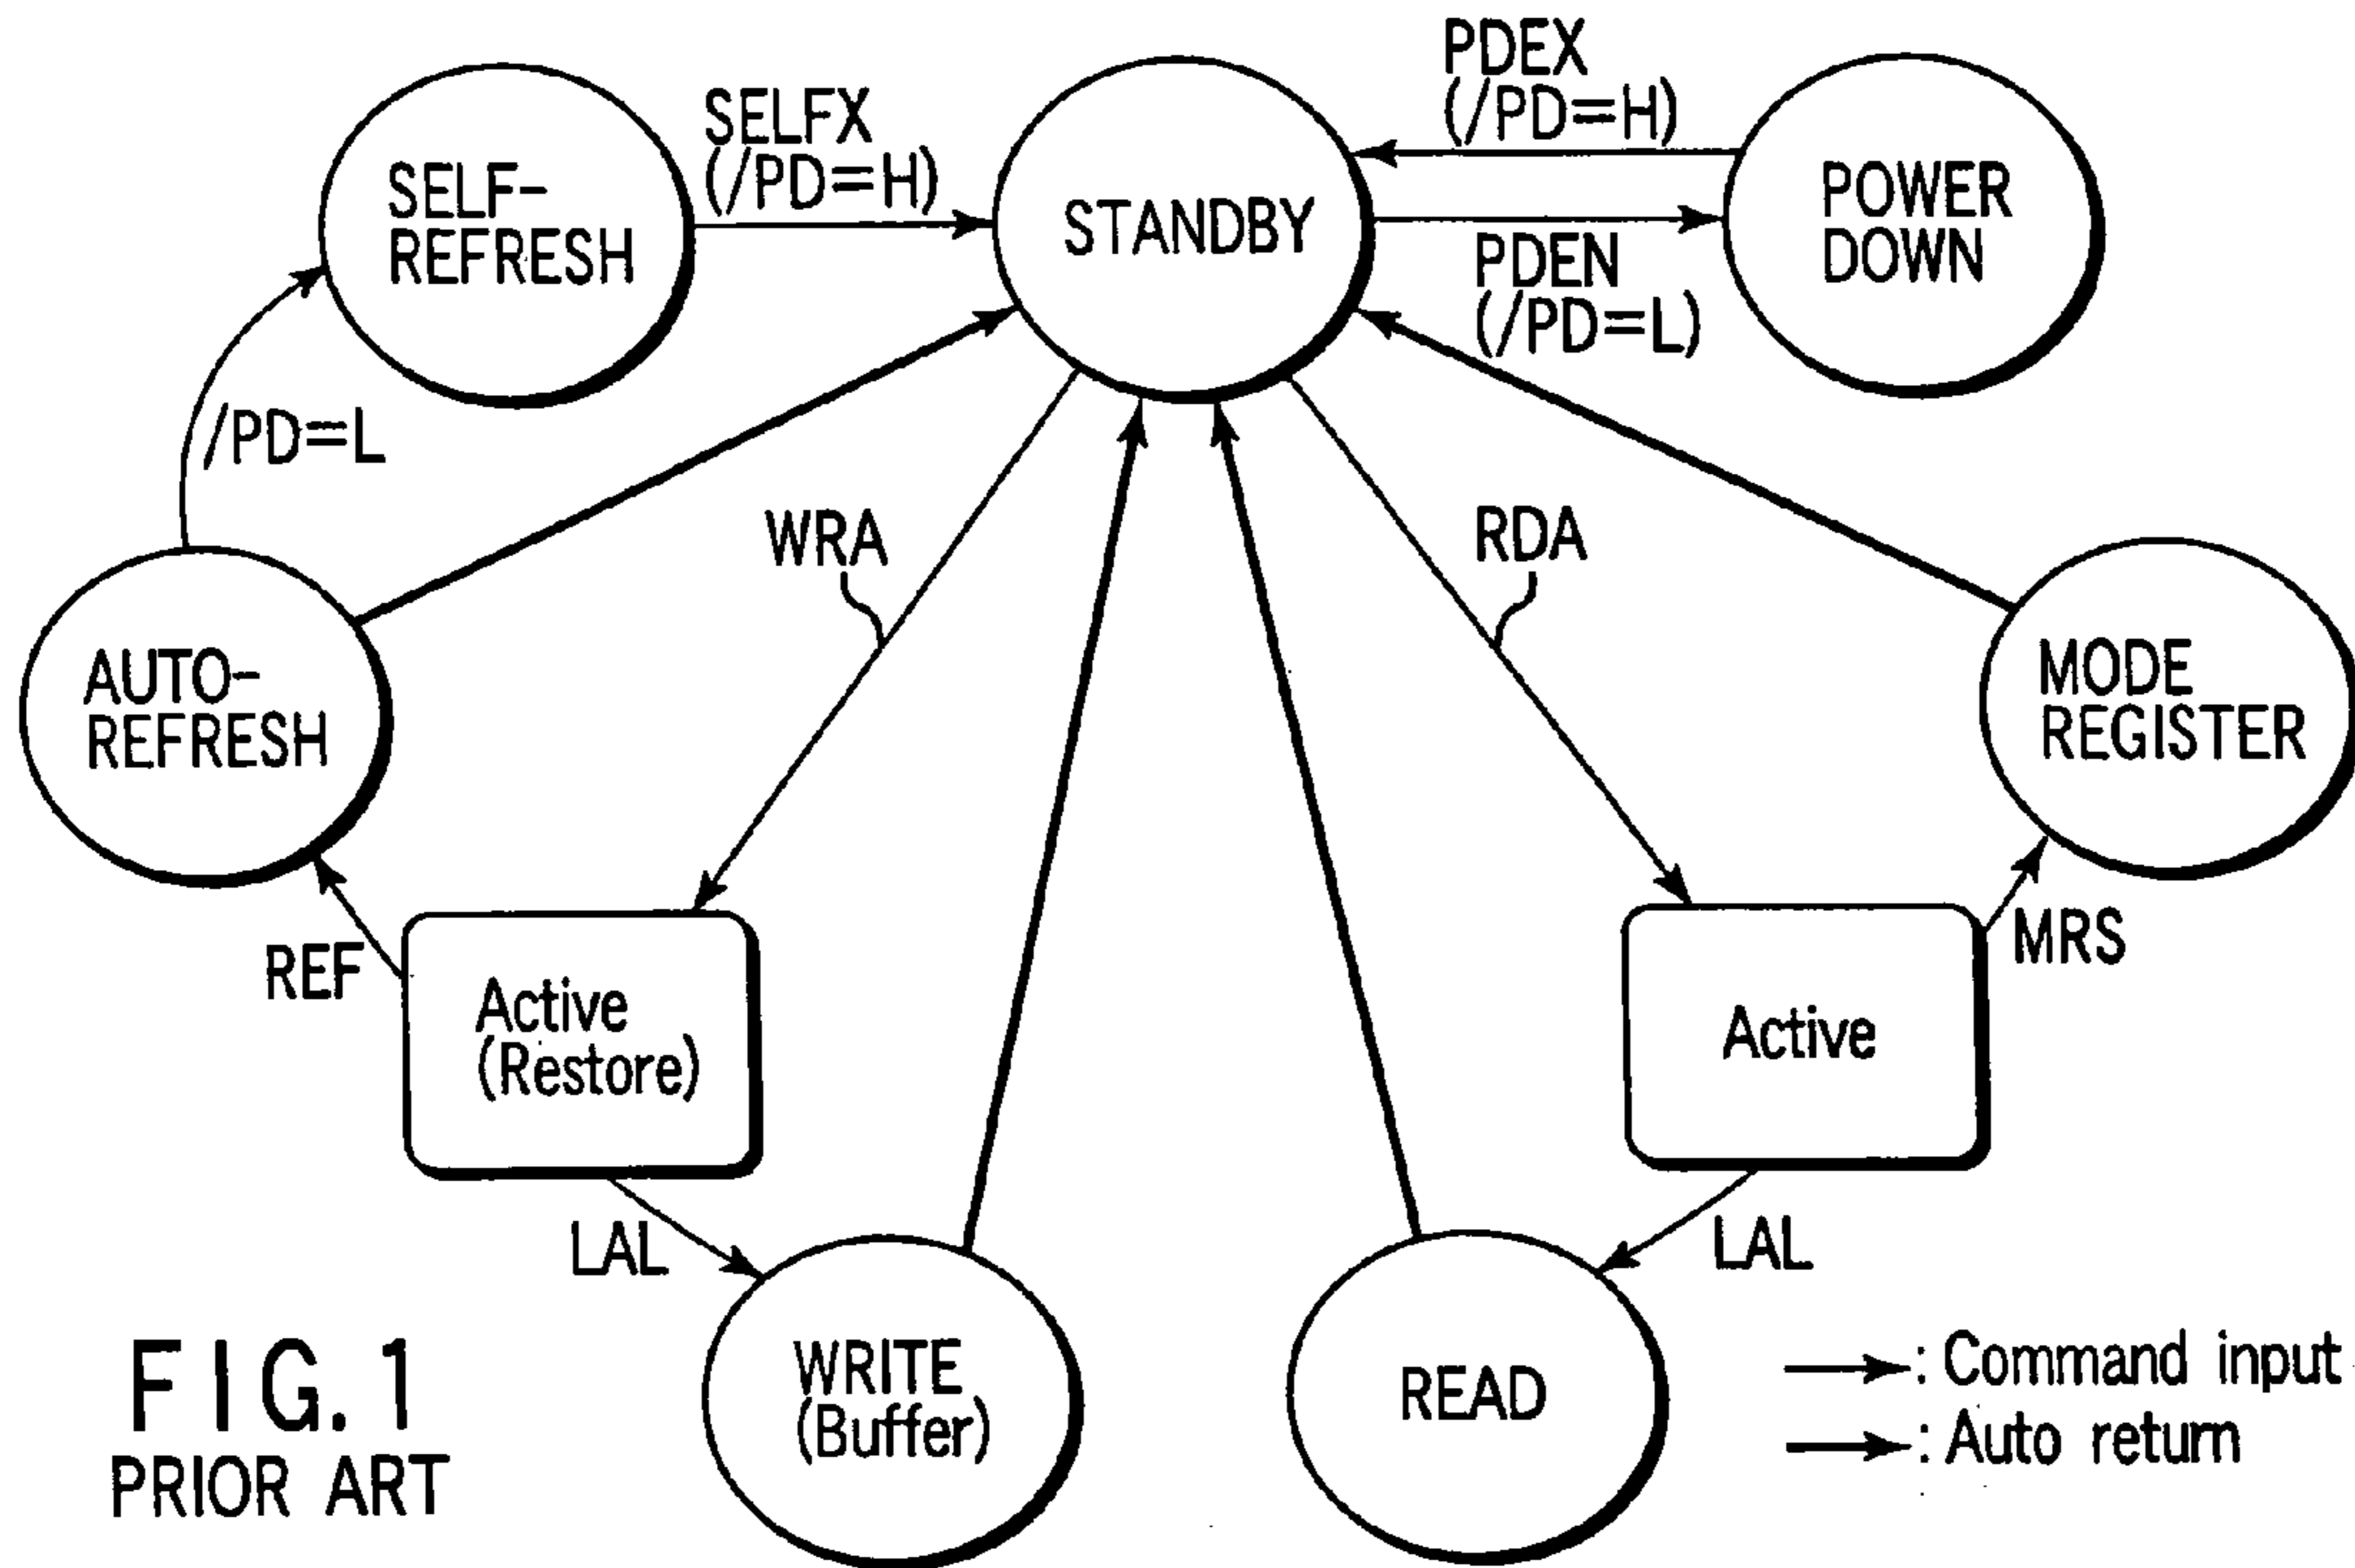 PDEX
(/PD=H)
SELFX
(/PD=H)
SELF-
REFRESH
STANDBY
POWER
DOWN
PDEN
(/PD=L)
/PD=L
WRA
RDA
AUTO-
REFRESH
MODE
REGISTER
REF
MRS
Active
(Restore)
Active
LAL
LAL
WRITE
(Buffer)
READ
: Command input
: Auto return
FIG. 1
PRIOR ART